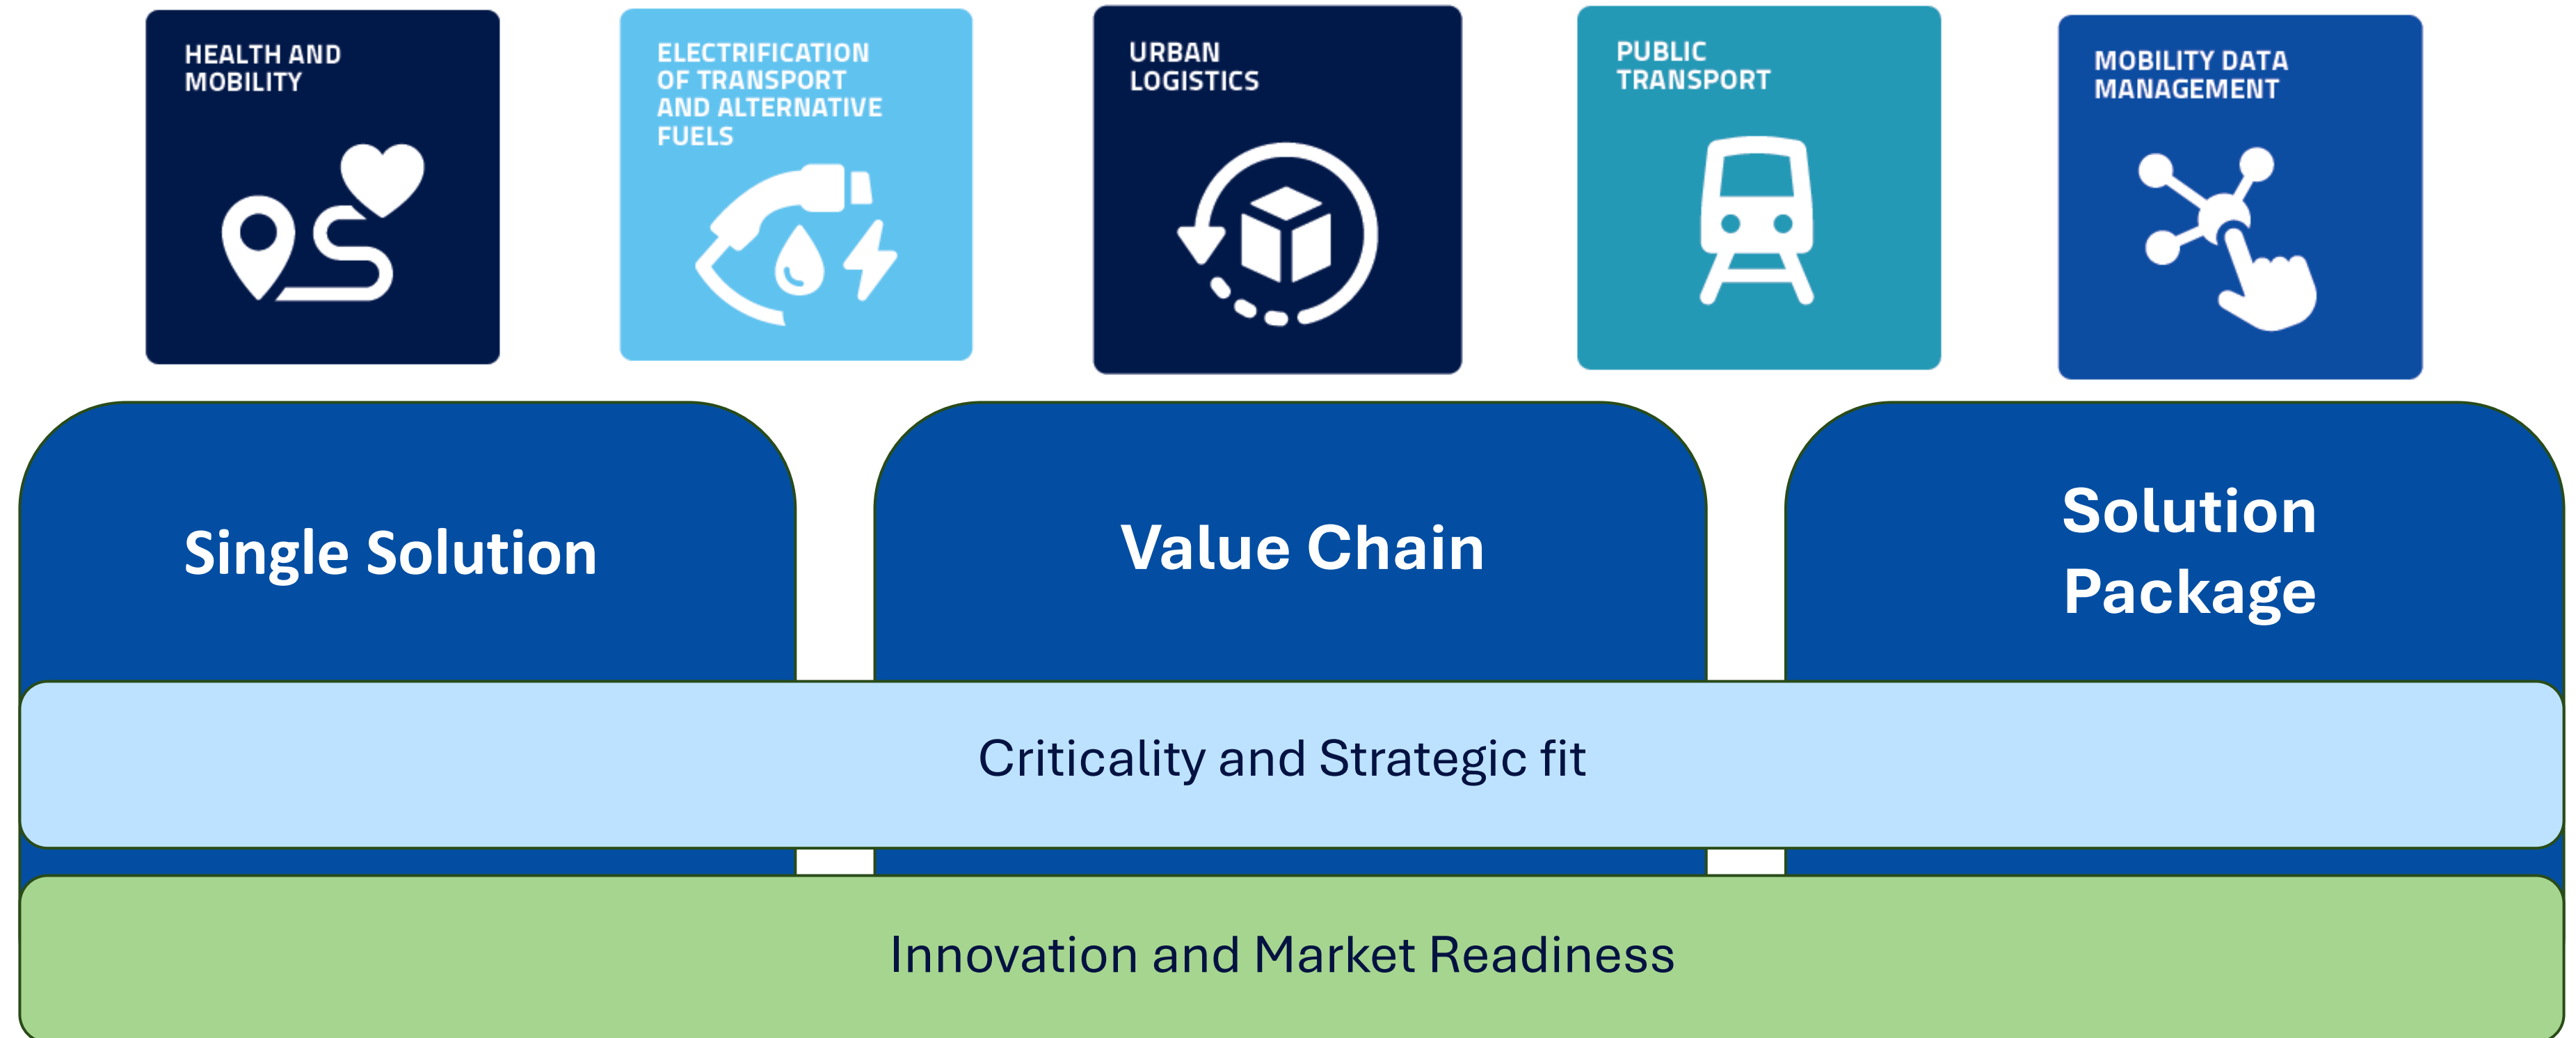 HEALTH AND
MOBILITY
ELECTRIFICATION
OF TRANSPORT
AND ALTERNATIVE
FUELS
URBAN
LOGISTICS
PUBLIC
TRANSPORT
MOBILITY DATA
MANAGEMENT
Single Solution
Value Chain
Solution
Package
Criticality and Strategic fit
Innovation and Market Readiness